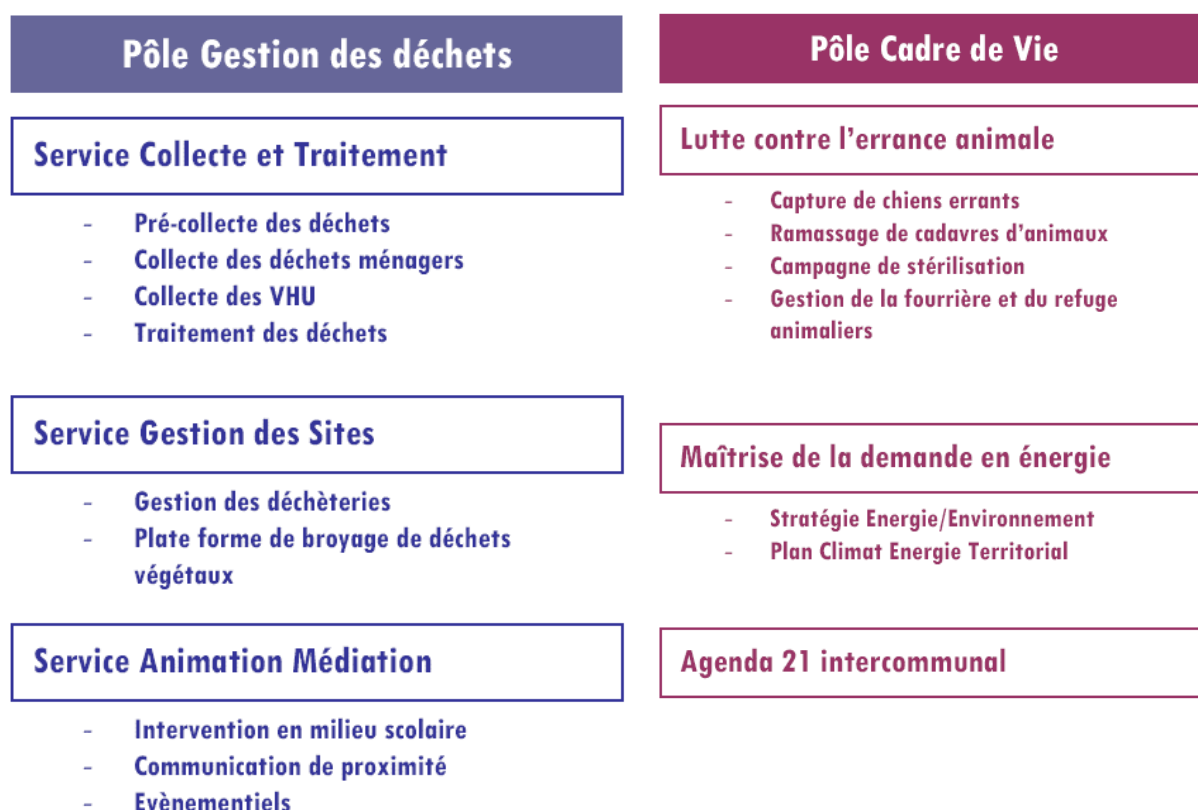 Pôle Gestion des déchets
Service Collecte et Traitement
- Pré-collecte des déchets
- Collecte des déchets ménagers
- Collecte des VHU
- Traitement des déchets
Service Gestion des Sites
- Gestion des déchèteries
- Plate forme de broyage de déchets
végétaux
Service Animation Médiation
- Intervention en milieu scolaire
- Communication de proximité
- Evènementiels
Pôle Cadre de Vie
Lutte contre l'errance animale
- Capture de chiens errants
- Ramassage de cadavres d'animaux
- Campagne de stérilisation
- Gestion de la fourrière et du refuge
animaliers
Maîtrise de la demande en énergie
- Stratégie Energie/Environnement
- Plan Climat Energie Territorial
Agenda 21 intercommunal